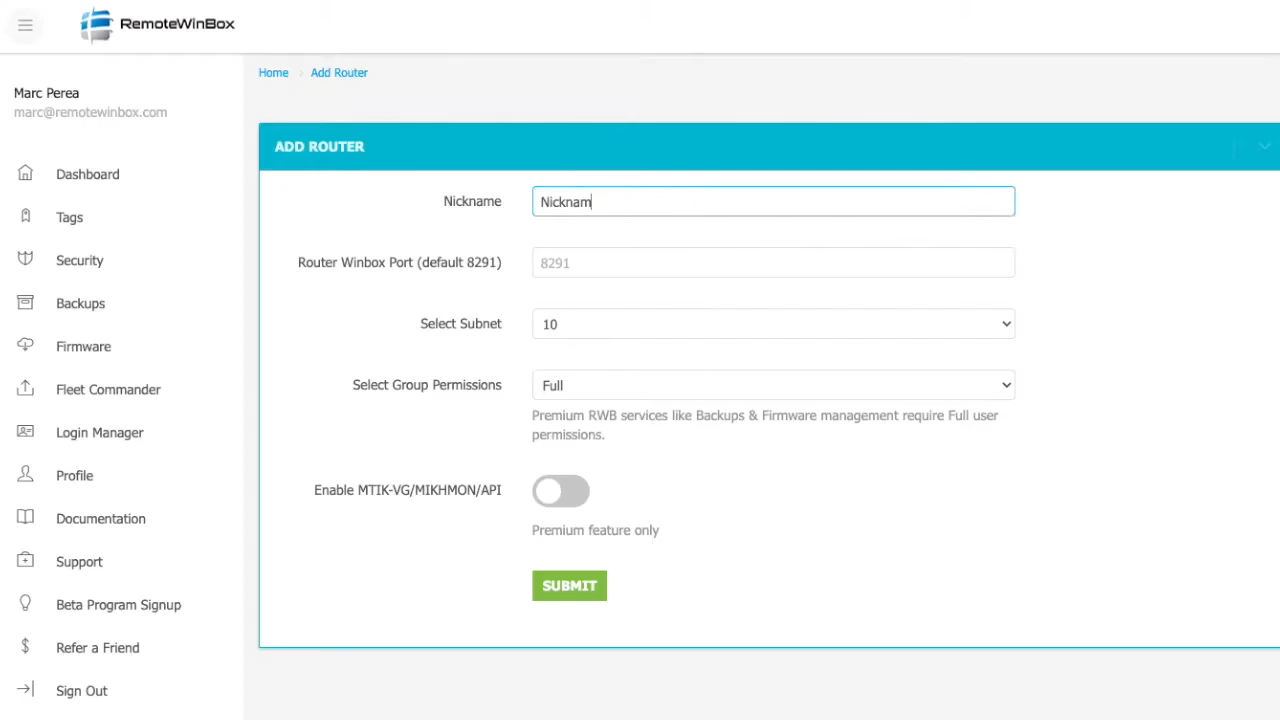 RemoteWinBox
Marc Perea
marc@remotewinbox.com
Dashboard
Tags
Security
Backups
Firmware
Fleet Commander
Login Manager
Profile
Documentation
Support
Beta Program Signup
Refer a Friend
Sign Out
Home > Add Router
ADD ROUTER
Nickname Nicknam
Router Winbox Port (default 8291) 8291
Select Subnet 10
Select Group Permissions Full
Premium RWB services like Backups & Firmware management require Full user
permissions.
Enable MTIK-VG/MIKHMON/API
Premium feature only
SUBMIT